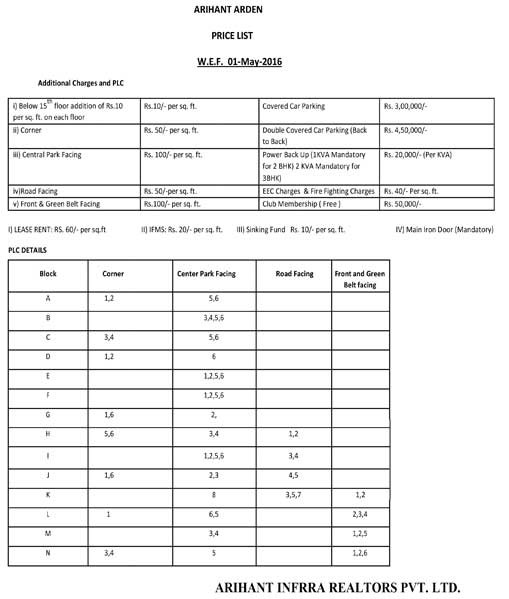 ARIHANT ARDEN
PRICE LIST
W.E.F. 01-May-2016
Additional Charges and PLC
i) Below 15th floor addition of Rs.10 per sq. ft. on each floor Rs.10/- per sq. ft. Covered Car Parking Rs. 3,00,000/-
ii) Corner Rs. 50/- per sq. ft. Double Covered Car Parking (Back to Back) Rs. 4,50,000/-
iii) Central Park Facing Rs. 100/- per sq. ft. Power Back Up (1KVA Mandatory for 2 BHK) 2 KVA Mandatory for 3BHK) Rs. 20,000/- (Per KVA)
iv)Road Facing Rs. 50/-per sq. ft. EEC Charges & Fire Fighting Charges Rs. 40/- Per sq. ft.
v) Front & Green Belt Facing Rs.100/- per sq. ft. Club Membership ( Free ) Rs. 50,000/-
I) LEASE RENT: RS. 60/- per sq.ft II) IFMS: Rs. 20/- per sq. ft. III) Sinking Fund Rs. 10/- per sq. ft. IV) Main Iron Door (Mandatory)
PLC DETAILS
Block Corner Center Park Facing Road Facing Front and Green Belt facing
A 1,2 5,6
B 3,4,5,6
C 3,4 5,6
D 1,2 6
E 1,2,5,6
F 1,2,5,6
G 1,6 2,
H 5,6 3,4 1,2
I 1,2,5,6 3,4
J 1,6 2,3 4,5
K 8 3,5,7 1,2
L 1 6,5 2,3,4
M 3,4 1,2,5
N 3,4 5 1,2,6
ARIHANT INFRRA REALTORS PVT. LTD.